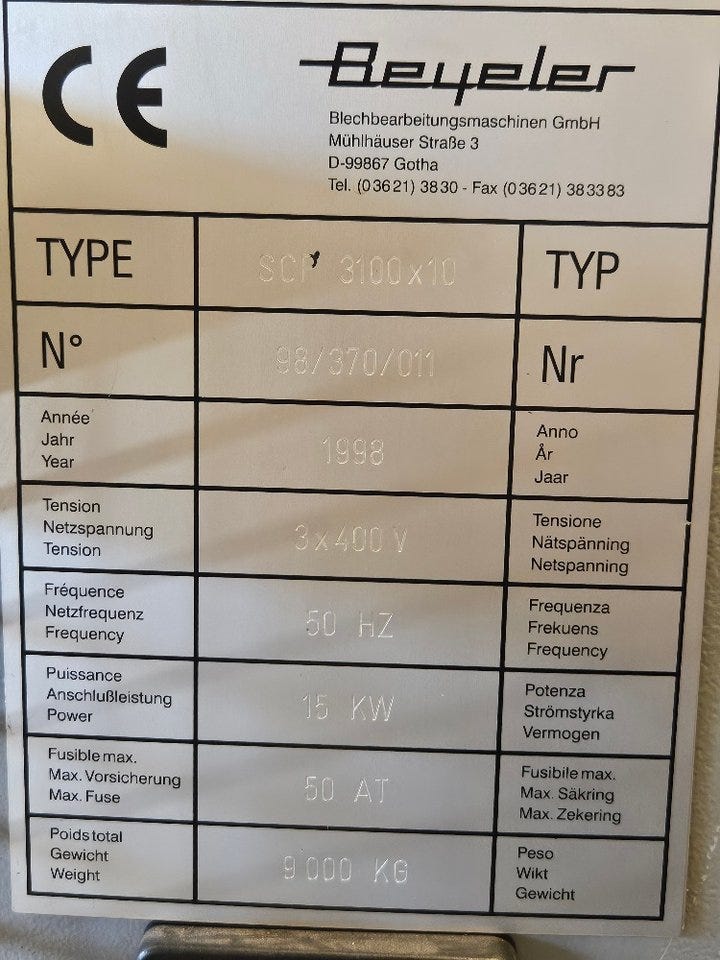 CE
Beyeler
Blechbearbeitungsmaschinen GmbH
Mühlhäuser Straße 3
D-99867 Gotha
Tel. (03621) 3830 - Fax (03621) 383383
TYPE
3100x10
TYP
N°
98/370/011
Nr
Année
Jahr
Year
1998
Anno
År
Jaar
Tension
Netzspannung
Tension
3x400 V
Tensione
Nätspänning
Netspanning
Fréquence
Netzfrequenz
Frequency
50 HZ
Frequenza
Frekuens
Frequency
Puissance
Anschlußleistung
Power
15 KW
Potenza
Strömstyrka
Vermogen
Fusible max.
Max. Vorsicherung
Max. Fuse
50 AT
Fusibile max.
Max. Säkring
Max. Zekering
Poids total
Gewicht
Weight
9 000 KG
Peso
Wikt
Gewicht